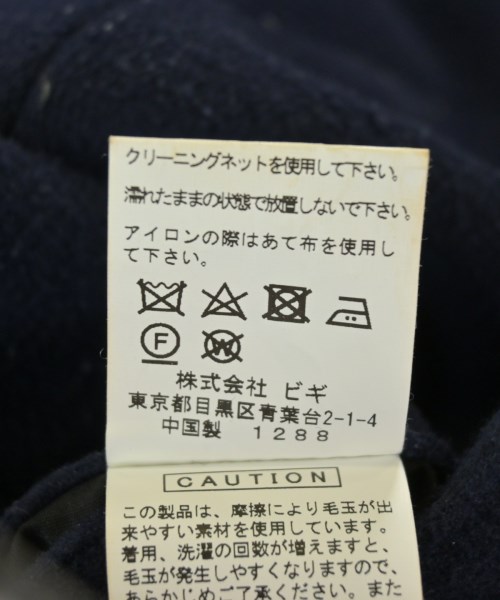 クリーニングネットを使用して下さい。
濡れたままの状態で放置しないで下さい。
アイロンの際はあて布を使用し
て下さい。
F W
株式会社 ビギ
東京都目黒区青葉台2-1-4
中国製 1288
CAUTION
この製品は、摩擦により毛玉が出
来やすい素材を使用しています。
着用、洗濯の回数が増えますと、
毛玉が発生しやすくなりますので、
あらかじめご了承ください。また